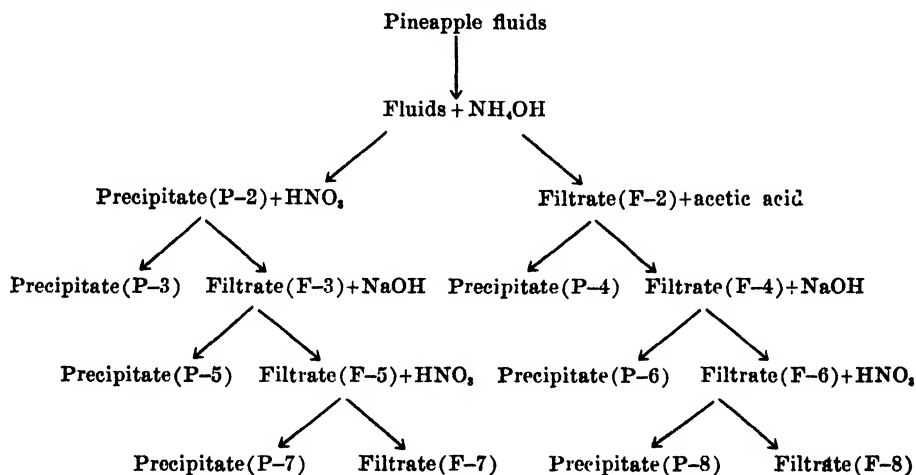 Pineapple fluids
Fluids + NH₄OH
Precipitate (P-2) + HNO₃ Filtrate (F-2) + acetic acid
Precipitate (P-3) Filtrate (F-3) + NaOH Precipitate (P-4) Filtrate (F-4) + NaOH
Precipitate (P-5) Filtrate (F-5) + HNO₃ Precipitate (P-6) Filtrate (F-6) + HNO₃
Precipitate (P-7) Filtrate (F-7) Precipitate (P-8) Filtrate (F-8)